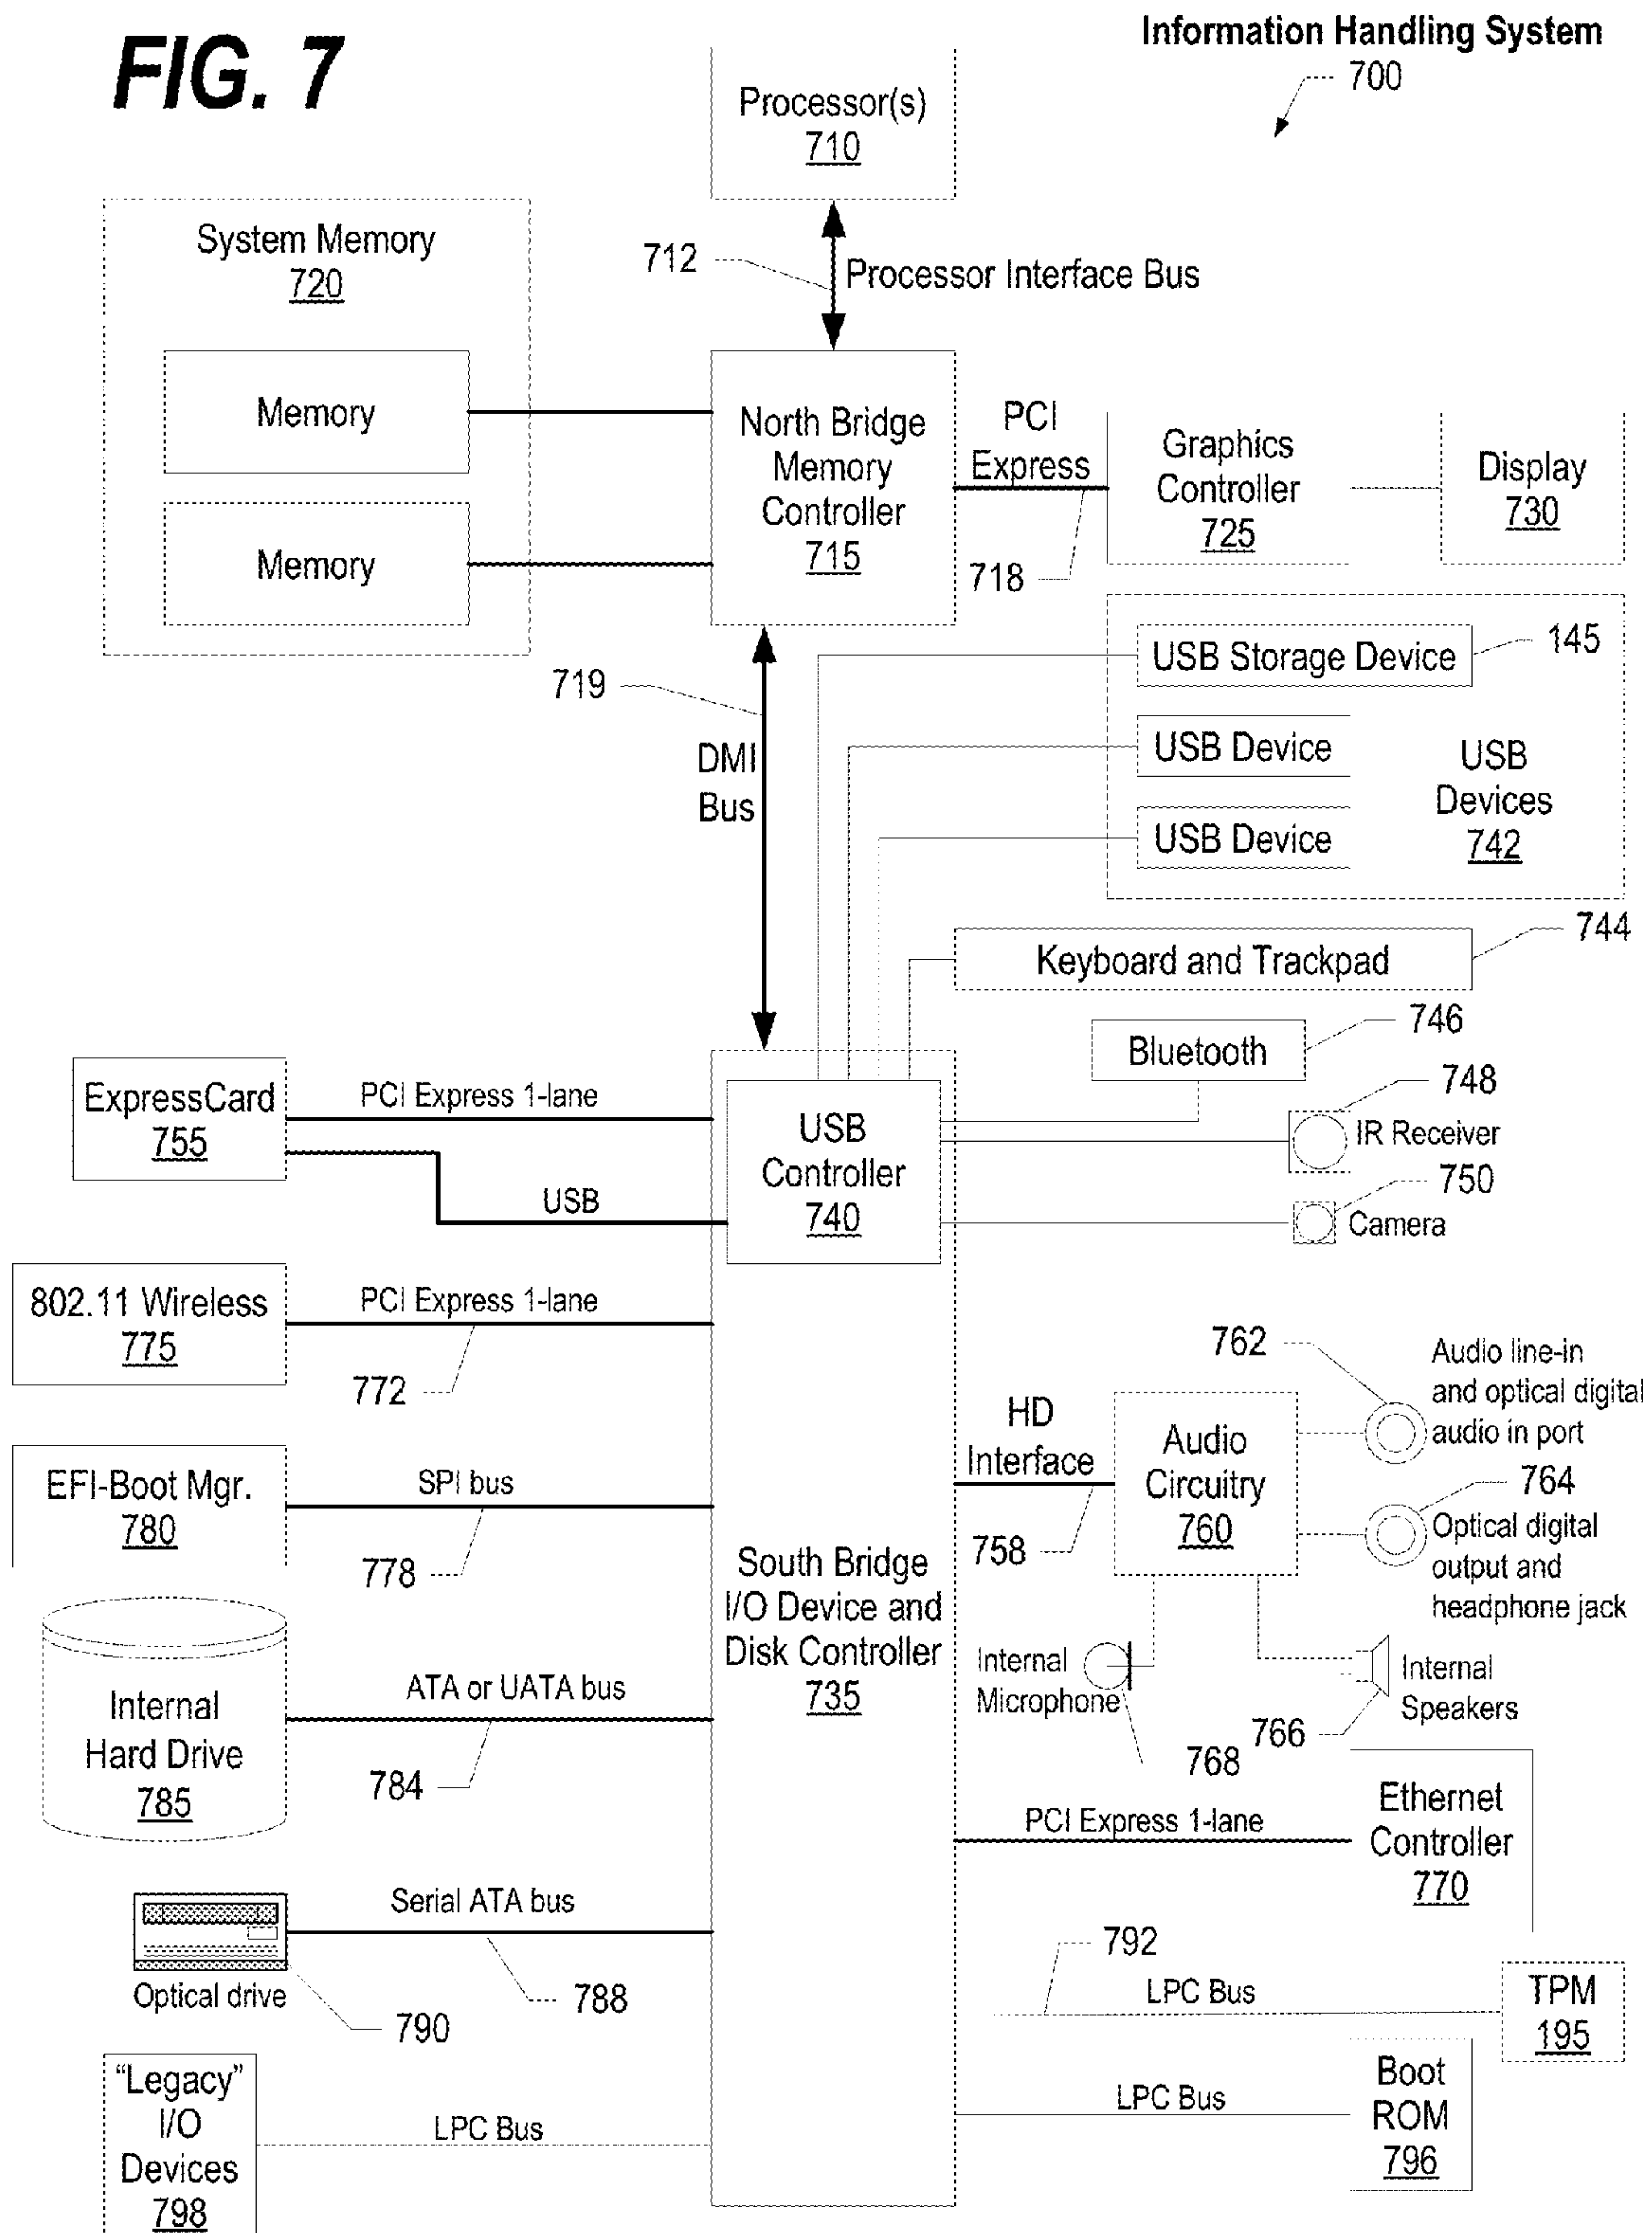 FIG. 7
Information Handling System
700
Processor(s)
710
System Memory
720
712
Processor Interface Bus
Memory
Memory
North Bridge
Memory
Controller
715
PCI
Express
718
Graphics
Controller
725
Display
730
USB Storage Device
145
USB Device
USB Device
USB
Devices
742
719
DMI
Bus
Keyboard and Trackpad
744
Bluetooth
746
748
IR Receiver
750
Camera
ExpressCard
755
PCI Express 1-lane
USB
USB
Controller
740
802.11 Wireless
775
PCI Express 1-lane
772
EFI-Boot Mgr.
780
SPI bus
778
Internal
Hard Drive
785
ATA or UATA bus
784
South Bridge
I/O Device and
Disk Controller
735
HD
Interface
758
Audio
Circuitry
760
762
Audio line-in
and optical digital
audio in port
764
Optical digital
output and
headphone jack
Internal
Microphone
768
766
Internal
Speakers
PCI Express 1-lane
Ethernet
Controller
770
Serial ATA bus
788
Optical drive
790
792
LPC Bus
TPM
195
"Legacy"
I/O
Devices
798
LPC Bus
LPC Bus
Boot
ROM
796